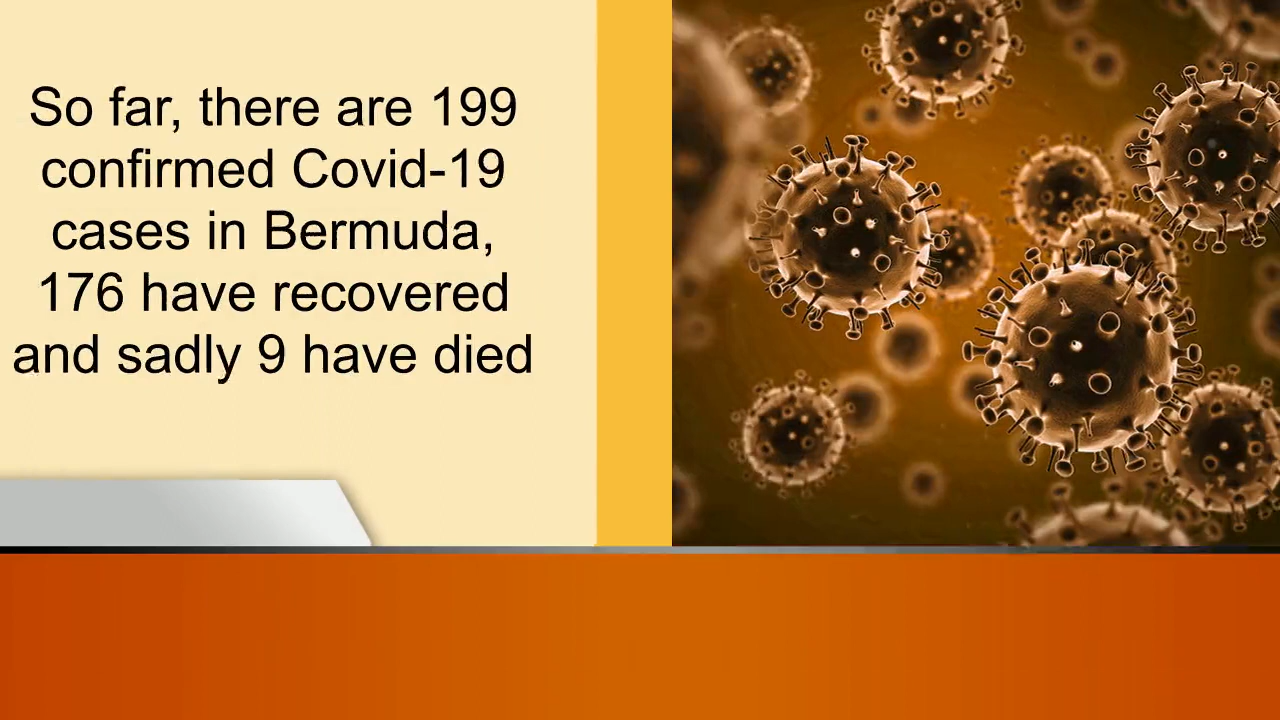 So far, there are 199
confirmed Covid-19
cases in Bermuda,
176 have recovered
and sadly 9 have died